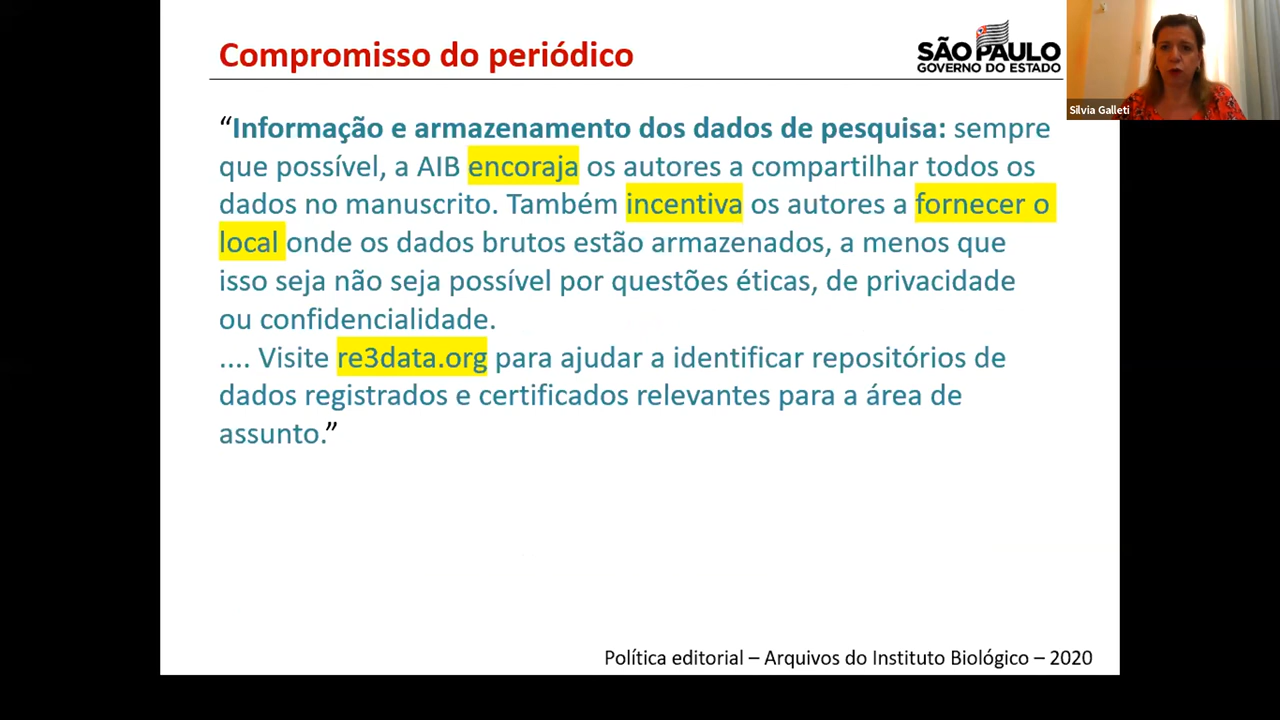 Compromisso do periódico
SÃO PAULO
GOVERNO DO ESTADO
Silvia Galleti
“Informação e armazenamento dos dados de pesquisa: sempre
que possível, a AIB encoraja os autores a compartilhar todos os
dados no manuscrito. Também incentiva os autores a fornecer o
local onde os dados brutos estão armazenados, a menos que
isso seja não seja possível por questões éticas, de privacidade
ou confidencialidade.
.... Visite re3data.org para ajudar a identificar repositórios de
dados registrados e certificados relevantes para a área de
assunto.”
Política editorial – Arquivos do Instituto Biológico – 2020